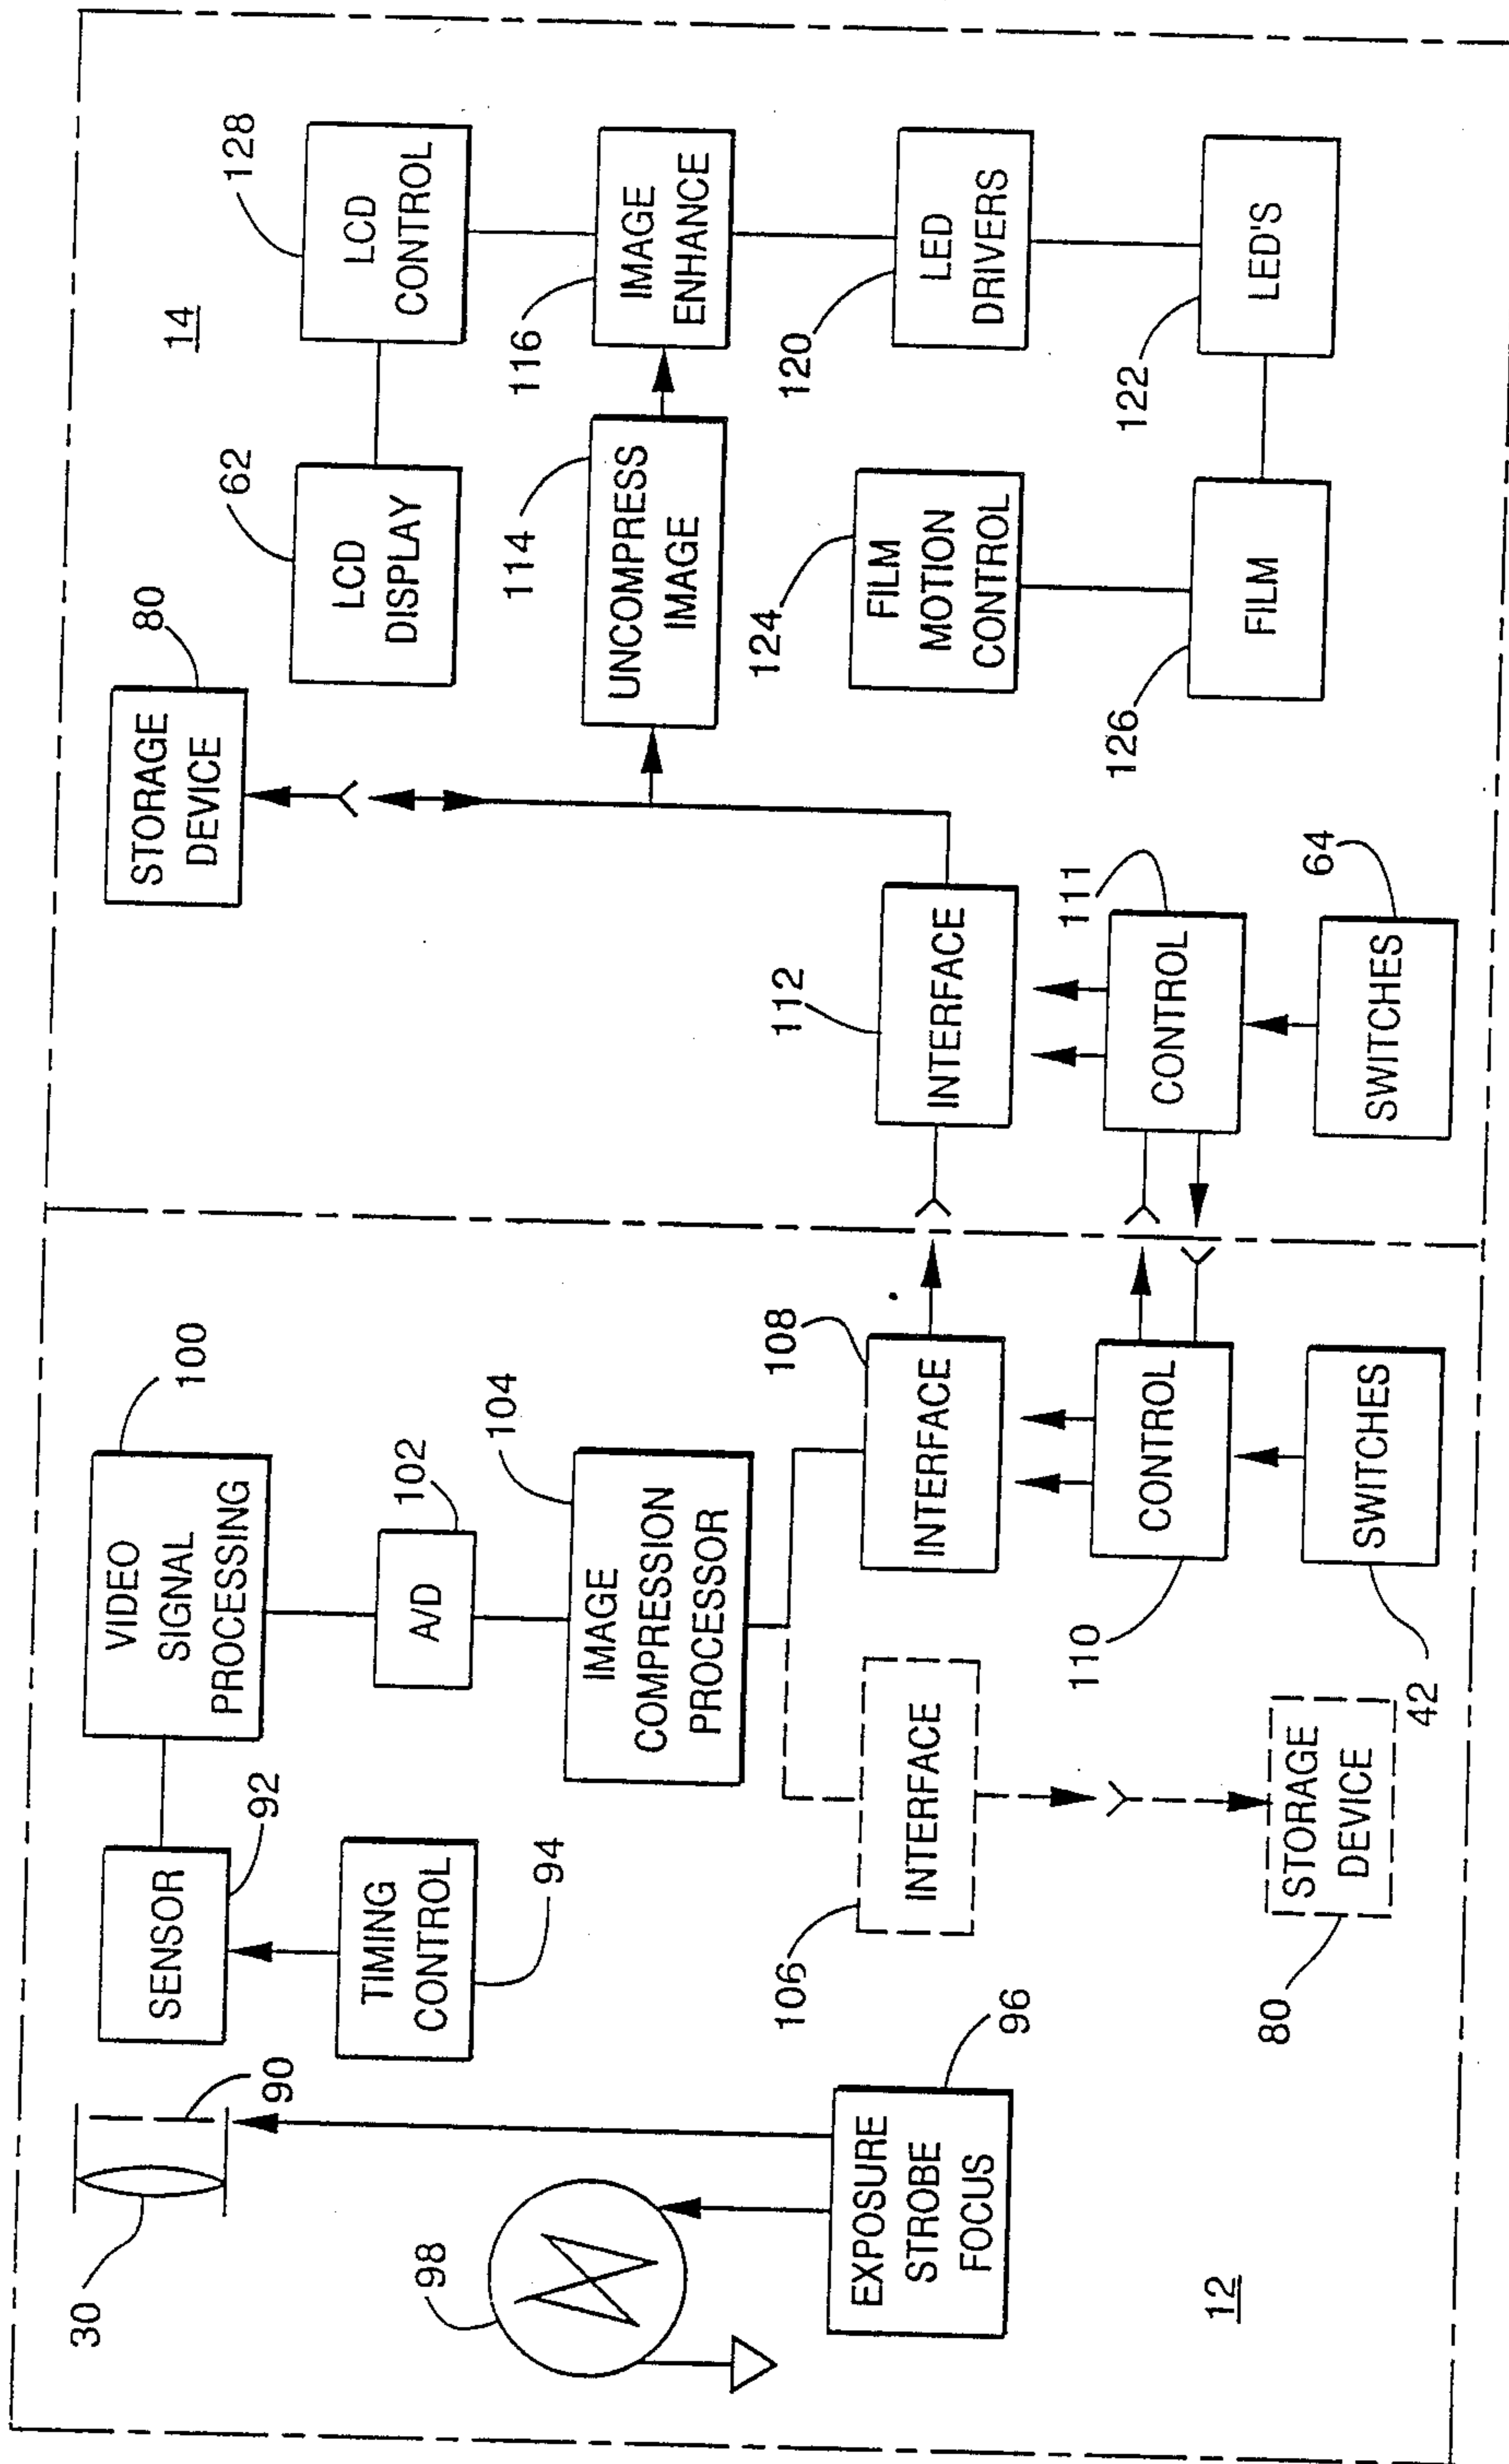 30
90
SENSOR
92
VIDEO
SIGNAL
PROCESSING
100
TIMING
CONTROL
94
A/D
102
98
IMAGE
COMPRESSION
PROCESSOR
104
EXPOSURE
STROBE
FOCUS
96
106
INTERFACE
INTERFACE
108
110
CONTROL
80
STORAGE
DEVICE
42
SWITCHES
12
14
STORAGE
DEVICE
80
LCD
DISPLAY
62
LCD
CONTROL
128
UNCOMPRESS
IMAGE
114
IMAGE
ENHANCE
116
112
INTERFACE
124
FILM
MOTION
CONTROL
120
LED
DRIVERS
CONTROL
111
126
FILM
122
LED'S
SWITCHES
64